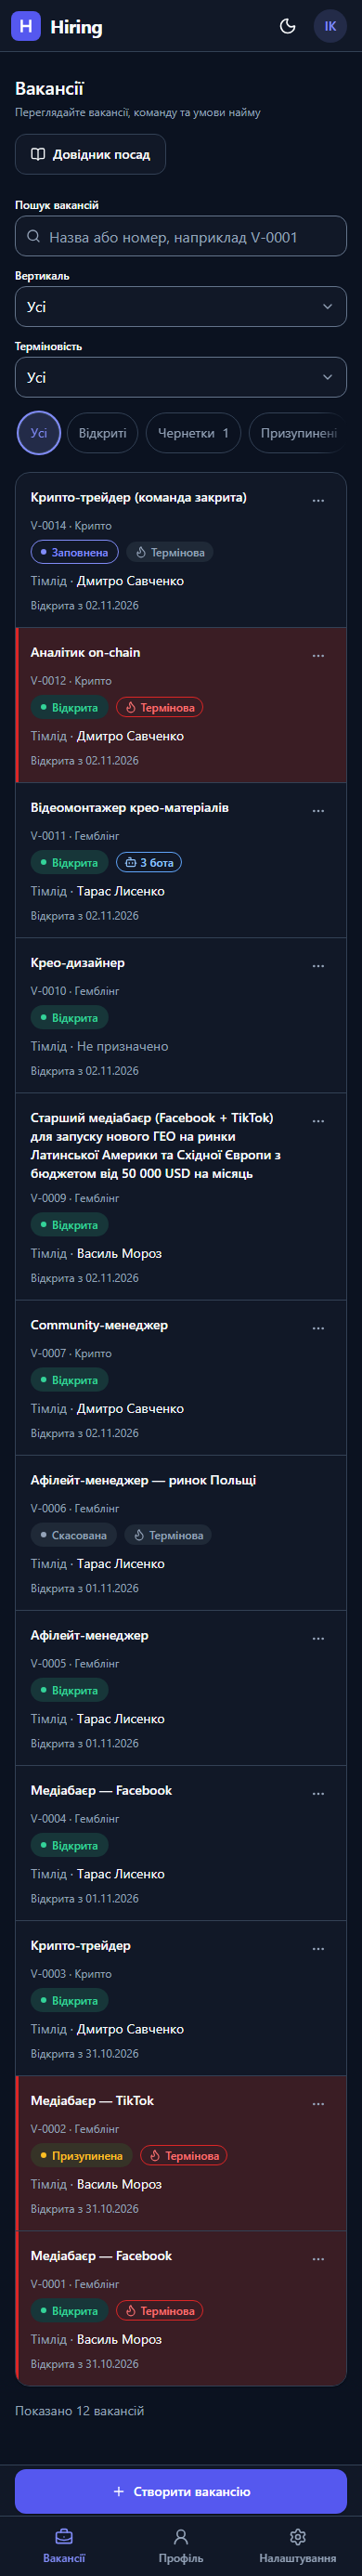 H Hiring
ІК
Вакансії
Переглядайте вакансії, команду та умови найму
Довідник посад
Пошук вакансій
Назва або номер, наприклад V-0001
Вертикаль
Усі
Терміновість
Усі
Усі Відкриті Чернетки 1 Призупинені
Крипто-трейдер (команда закрита)
V-0014 · Крипто
Заповнена Термінова
Тімлід · Дмитро Савченко
Відкрита з 02.11.2026
Аналітик on-chain
V-0012 · Крипто
Відкрита Термінова
Тімлід · Дмитро Савченко
Відкрита з 02.11.2026
Відеомонтажер крео-матеріалів
V-0011 · Гемблінг
Відкрита З бота
Тімлід · Тарас Лисенко
Відкрита з 02.11.2026
Крео-дизайнер
V-0010 · Гемблінг
Відкрита
Тімлід · Не призначено
Відкрита з 02.11.2026
Старший медіабаєр (Facebook + TikTok)
для запуску нового ГЕО на ринки
Латинської Америки та Східної Європи з
бюджетом від 50 000 USD на місяць
V-0009 · Гемблінг
Відкрита
Тімлід · Василь Мороз
Відкрита з 02.11.2026
Community-менеджер
V-0007 · Крипто
Відкрита
Тімлід · Дмитро Савченко
Відкрита з 02.11.2026
Афілейт-менеджер — ринок Польщі
V-0006 · Гемблінг
Скасована Термінова
Тімлід · Тарас Лисенко
Відкрита з 01.11.2026
Афілейт-менеджер
V-0005 · Гемблінг
Відкрита
Тімлід · Тарас Лисенко
Відкрита з 01.11.2026
Медіабаєр — Facebook
V-0004 · Гемблінг
Відкрита
Тімлід · Тарас Лисенко
Відкрита з 01.11.2026
Крипто-трейдер
V-0003 · Крипто
Відкрита
Тімлід · Дмитро Савченко
Відкрита з 31.10.2026
Медіабаєр — TikTok
V-0002 · Гемблінг
Призупинена Термінова
Тімлід · Василь Мороз
Відкрита з 31.10.2026
Медіабаєр — Facebook
V-0001 · Гемблінг
Відкрита Термінова
Тімлід · Василь Мороз
Відкрита з 31.10.2026
Показано 12 вакансій
+ Створити вакансію
Вакансії Профіль Налаштування